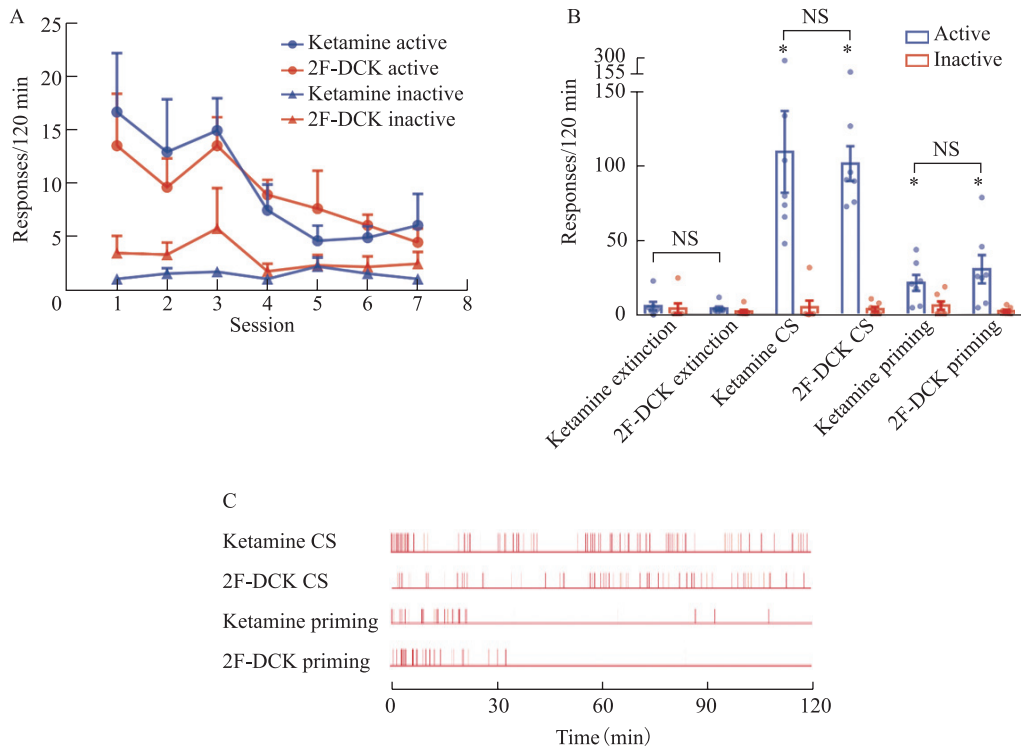 A
Responses/120 min
25
20
15
10
5
0
1
2
3
4
5
6
7
8
Session
Ketamine active
2F-DCK active
Ketamine inactive
2F-DCK inactive
B
Responses/120 min
300
155
150
100
50
0
NS
NS
NS
*
*
*
*
Active
Inactive
Ketamine extinction
2F-DCK extinction
Ketamine CS
2F-DCK CS
Ketamine priming
2F-DCK priming
C
Ketamine CS
2F-DCK CS
Ketamine priming
2F-DCK priming
0
30
60
90
120
Time (min)